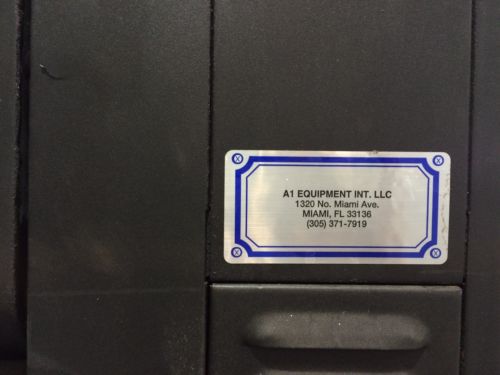 A1 EQUIPMENT INT. LLC
1320 No. Miami Ave.
MIAMI, FL 33136
(305) 371-7919